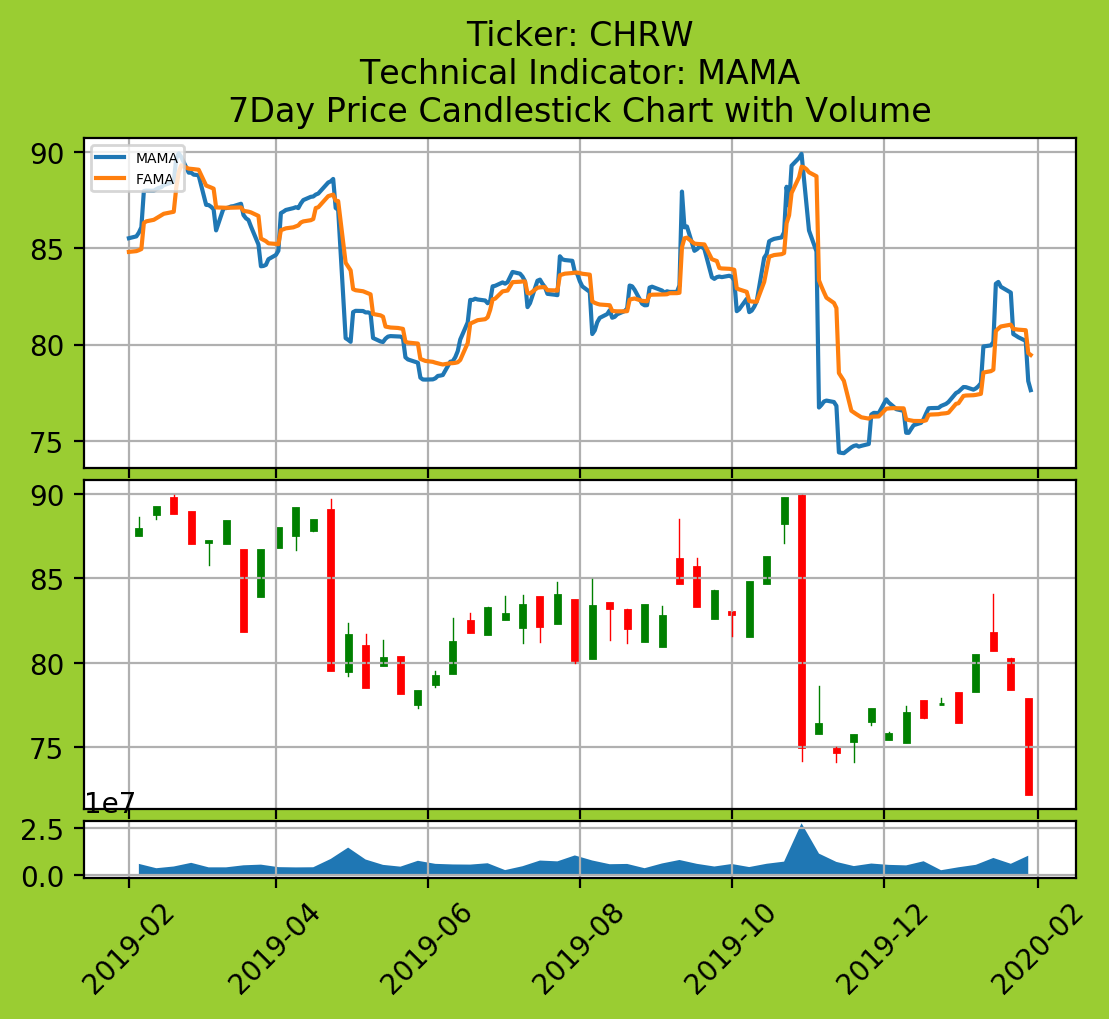 Ticker: CHRW
Technical Indicator: MAMA
7Day Price Candlestick Chart with Volume
90
85
80
75
MAMA
FAMA
90
85
80
75
1e7
2.5
0.0
2019-02
2019-04
2019-06
2019-08
2019-10
2019-12
2020-02